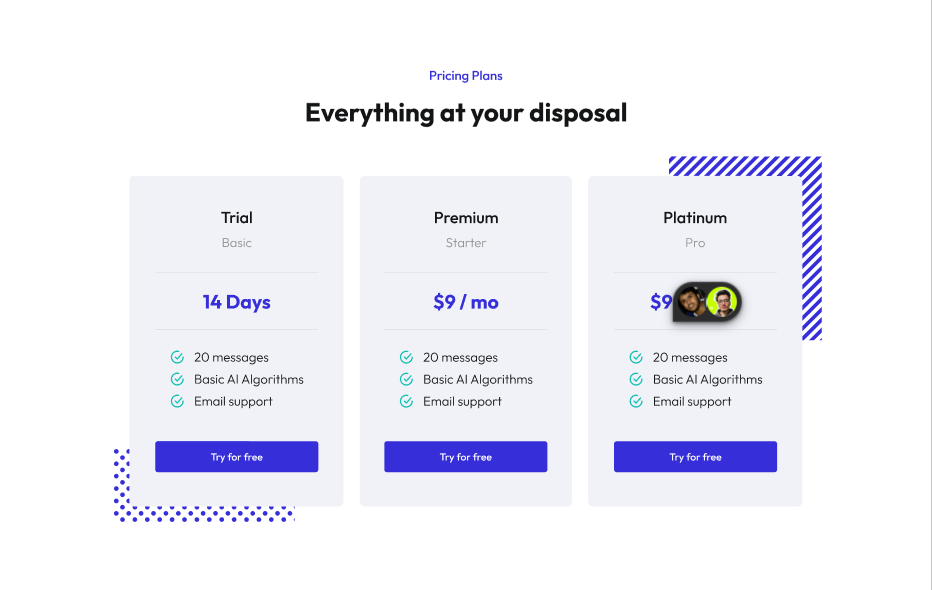 Pricing Plans
Everything at your disposal
Trial
Basic
14 Days
20 messages
Basic AI Algorithms
Email support
Try for free
Premium
Starter
$9 / mo
20 messages
Basic AI Algorithms
Email support
Try for free
Platinum
Pro
$9
20 messages
Basic AI Algorithms
Email support
Try for free